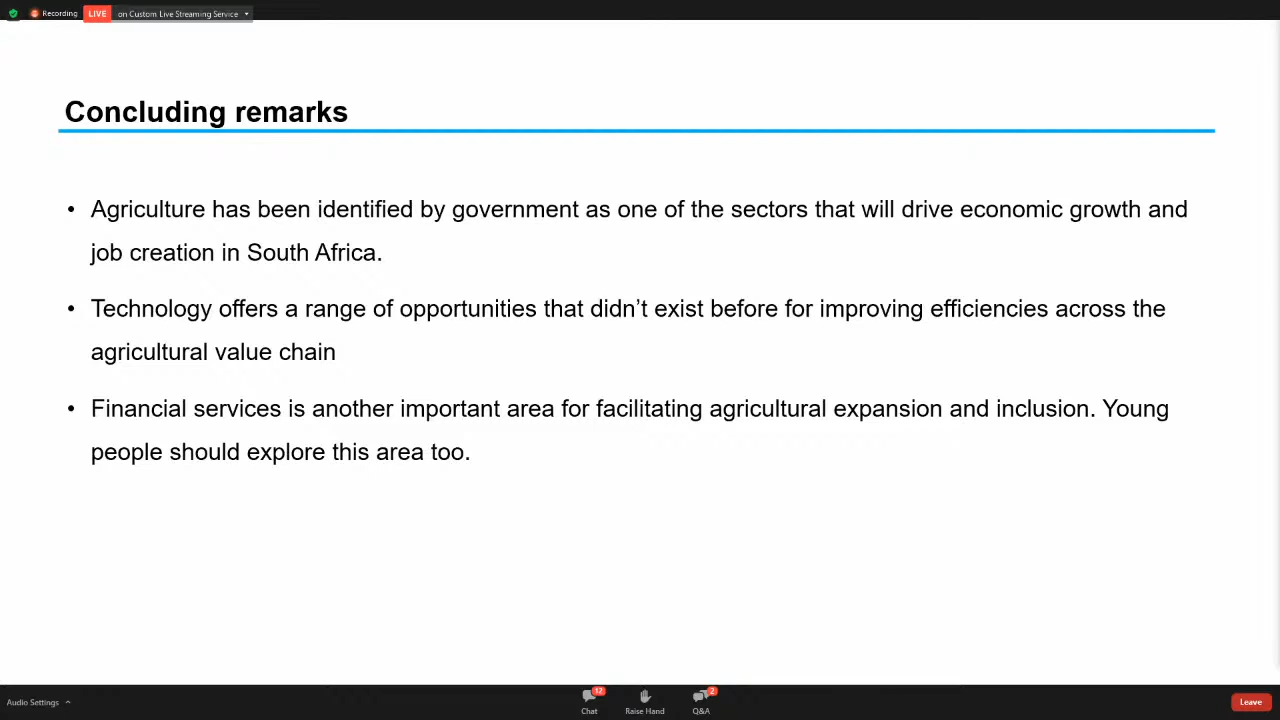 Recording LIVE on Custom Live Streaming Service
Concluding remarks
• Agriculture has been identified by government as one of the sectors that will drive economic growth and
job creation in South Africa.
• Technology offers a range of opportunities that didn’t exist before for improving efficiencies across the
agricultural value chain
• Financial services is another important area for facilitating agricultural expansion and inclusion. Young
people should explore this area too.
12 2
Audio Settings Chat Raise Hand Q&A Leave